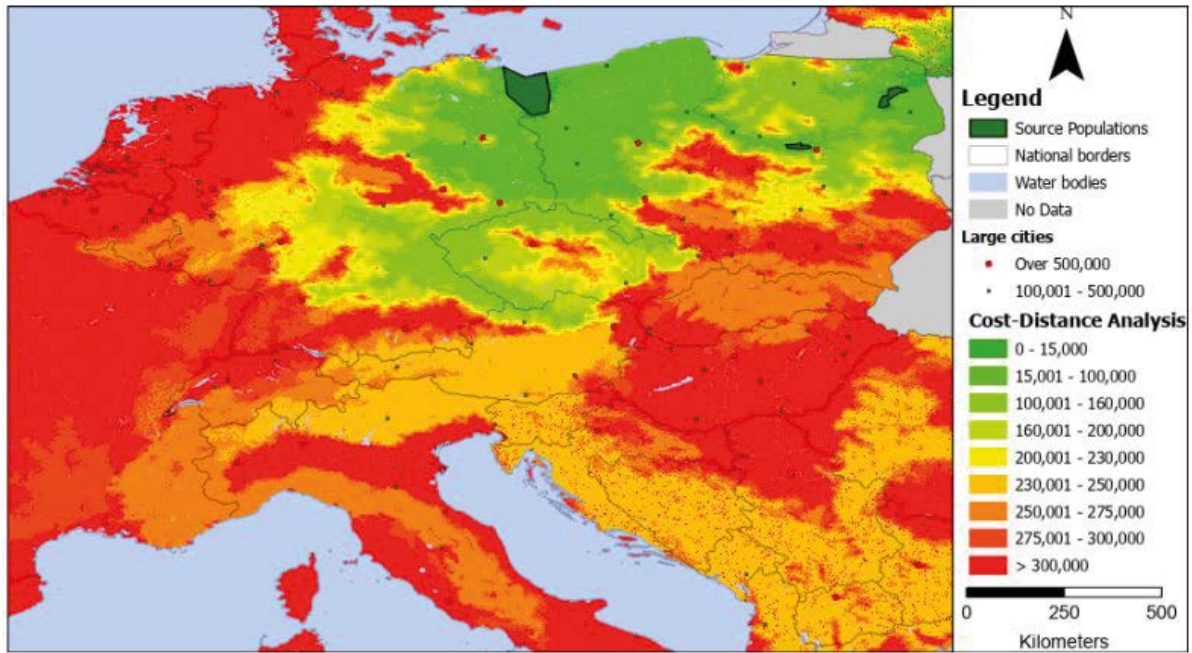 N
Legend
Source Populations
National borders
Water bodies
No Data
Large cities
Over 500,000
100,001 - 500,000
Cost-Distance Analysis
0 - 15,000
15,001 - 100,000
100,001 - 160,000
160,001 - 200,000
200,001 - 230,000
230,001 - 250,000
250,001 - 275,000
275,001 - 300,000
> 300,000
0 250 500
Kilometers